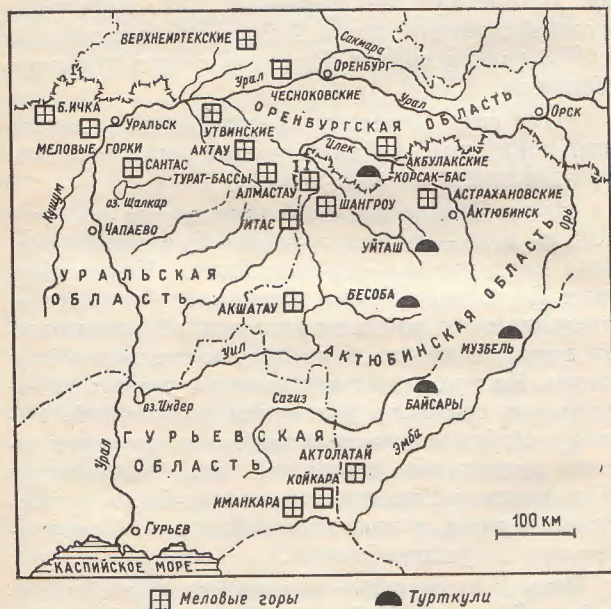 ВЕРХНЕИРТЕКСКИЕ
Сакмара
Урал
ОРЕНБУРГ
ЧЕСНОКОВСКИЕ
Урал
ОРСК
Б.ИЧКА
УРАЛЬСК
УТВИНСКИЕ
ОРЕНБУРГСКАЯ ОБЛАСТЬ
МЕЛОВЫЕ ГОРКИ
АКТАУ
Илек
АКБУЛАКСКИЕ
САНТАС
ТУРАТ-БАССЫ
КОРСАК-БАС
оз. Щалкар
АЛМАСТАУ
АСТРАХАНОВСКИЕ
Кушум
ШАНГРОУ
АКТЮБИНСК
Орь
ЧАПАЕВО
ИТАС
УЙТАШ
УРАЛЬСКАЯ
ОБЛАСТЬ
АКШАТАУ
БЕСОБА
АКТЮБИНСКАЯ ОБЛАСТЬ
Уил
МУЗБЕЛЬ
оз. Индер
Сагиз
БАЙСАРЫ
Урал
ГУРЬЕВСКАЯ
ОБЛАСТЬ
Эмба
АКТОЛАТАЙ
КОЙКАРА
ИМАНКАРА
ГУРЬЕВ
100 КМ
КАСПИЙСКОЕ МОРЕ
Меловые горы
Турткули